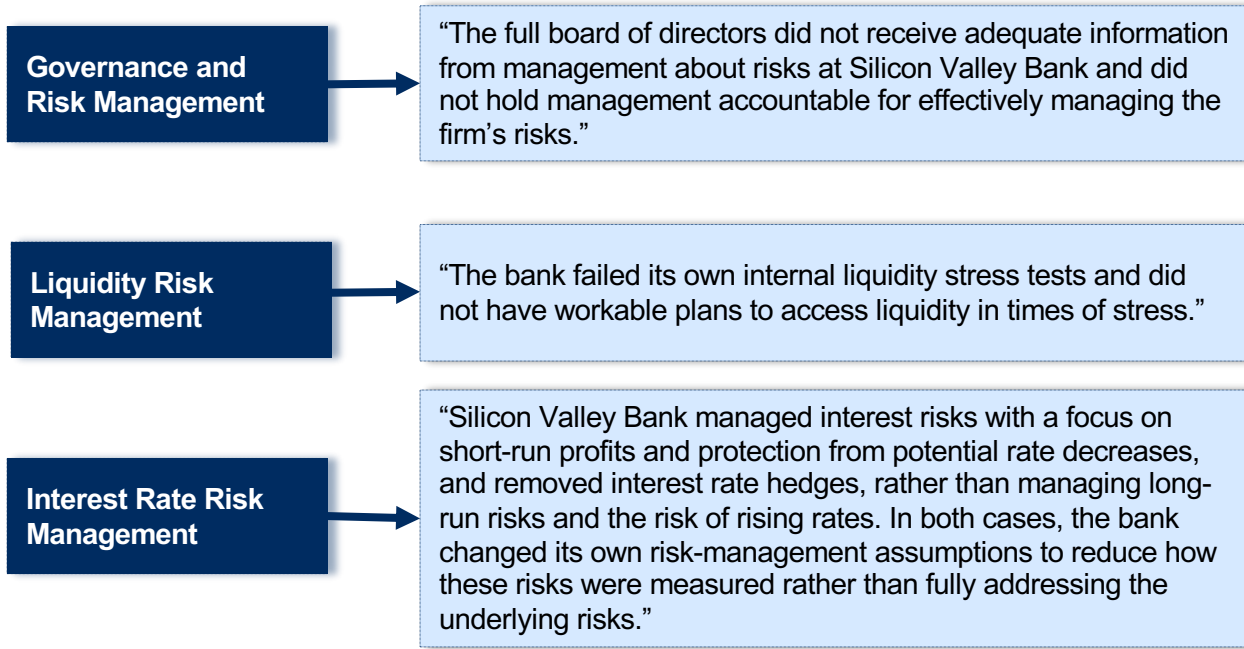 Governance and
Risk Management
“The full board of directors did not receive adequate information
from management about risks at Silicon Valley Bank and did
not hold management accountable for effectively managing the
firm’s risks.”
Liquidity Risk
Management
“The bank failed its own internal liquidity stress tests and did
not have workable plans to access liquidity in times of stress.”
Interest Rate Risk
Management
“Silicon Valley Bank managed interest risks with a focus on
short-run profits and protection from potential rate decreases,
and removed interest rate hedges, rather than managing long-
run risks and the risk of rising rates. In both cases, the bank
changed its own risk-management assumptions to reduce how
these risks were measured rather than fully addressing the
underlying risks.”